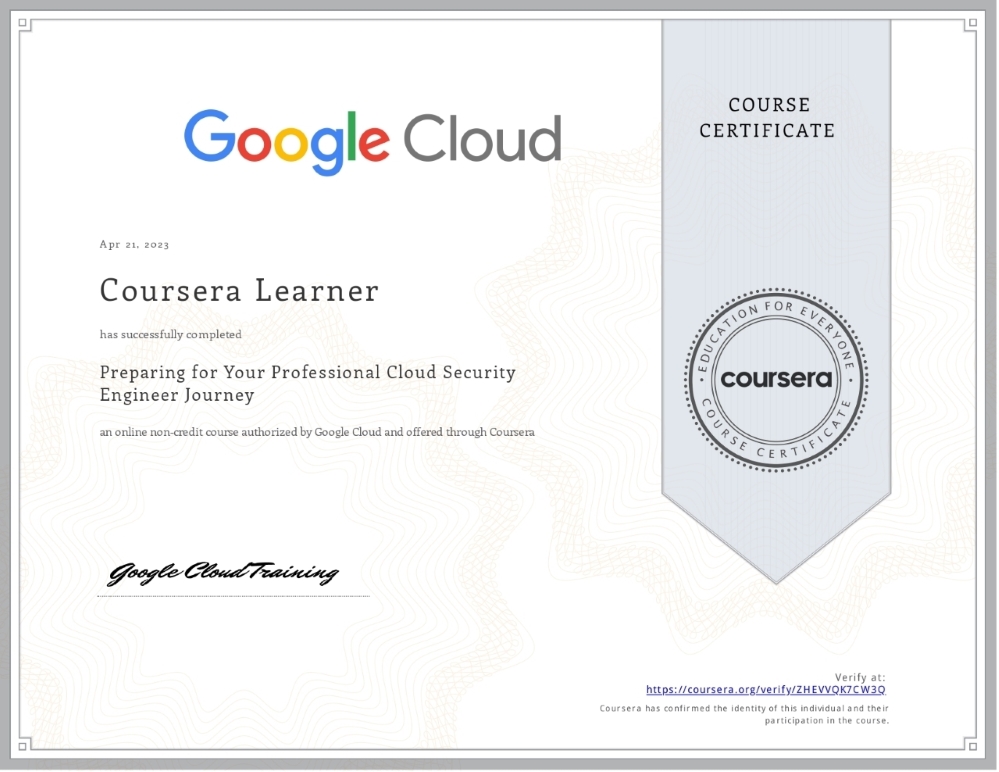 COURSE
CERTIFICATE
Google Cloud
Apr 21, 2023
Coursera Learner
has successfully completed
Preparing for Your Professional Cloud Security
Engineer Journey
an online non-credit course authorized by Google Cloud and offered through Coursera
EDUCATION FOR EVERYONE
coursera
COURSE CERTIFICATE
Google Cloud Training
Verify at:
https://coursera.org/verify/ZHEVVQK7CW3Q
Coursera has confirmed the identity of this individual and their
participation in the course.